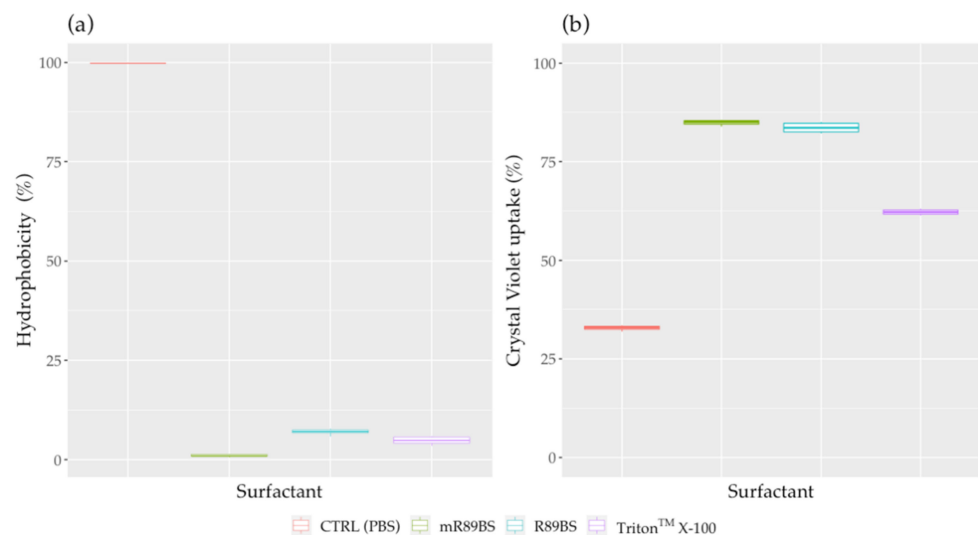 (a)
Hydrophobicity (%)
100
75
50
25
0
Surfactant
(b)
Crystal Violet uptake (%)
100
75
50
25
0
Surfactant
CTRL (PBS) mR89BS R89BS Triton™ X-100